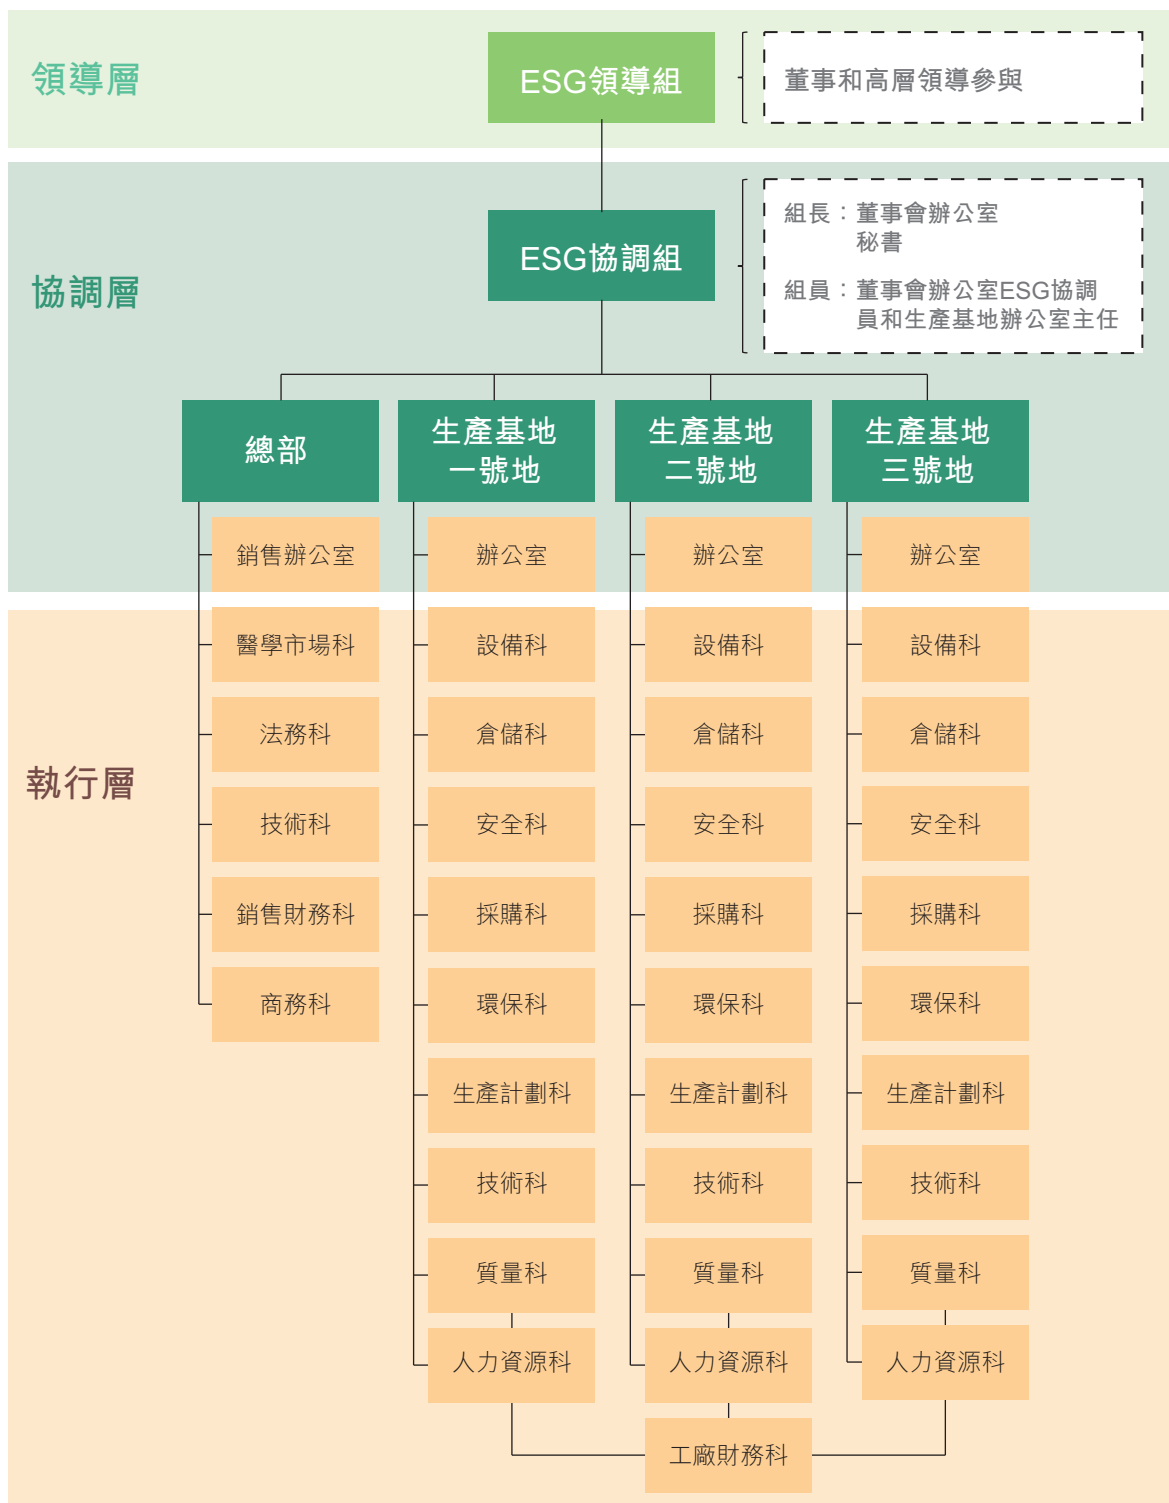 領導層
ESG領導組
董事和高層領導參與
協調層
ESG協調組
組長：董事會辦公室
秘書
組員：董事會辦公室ESG協調
員和生產基地辦公室主任
總部
生產基地
一號地
生產基地
二號地
生產基地
三號地
銷售辦公室
辦公室
辦公室
辦公室
執行層
醫學市場科
設備科
設備科
設備科
法務科
倉儲科
倉儲科
倉儲科
技術科
安全科
安全科
安全科
銷售財務科
採購科
採購科
採購科
商務科
環保科
環保科
環保科
生產計劃科
生產計劃科
生產計劃科
技術科
技術科
技術科
質量科
質量科
質量科
人力資源科
人力資源科
人力資源科
工廠財務科